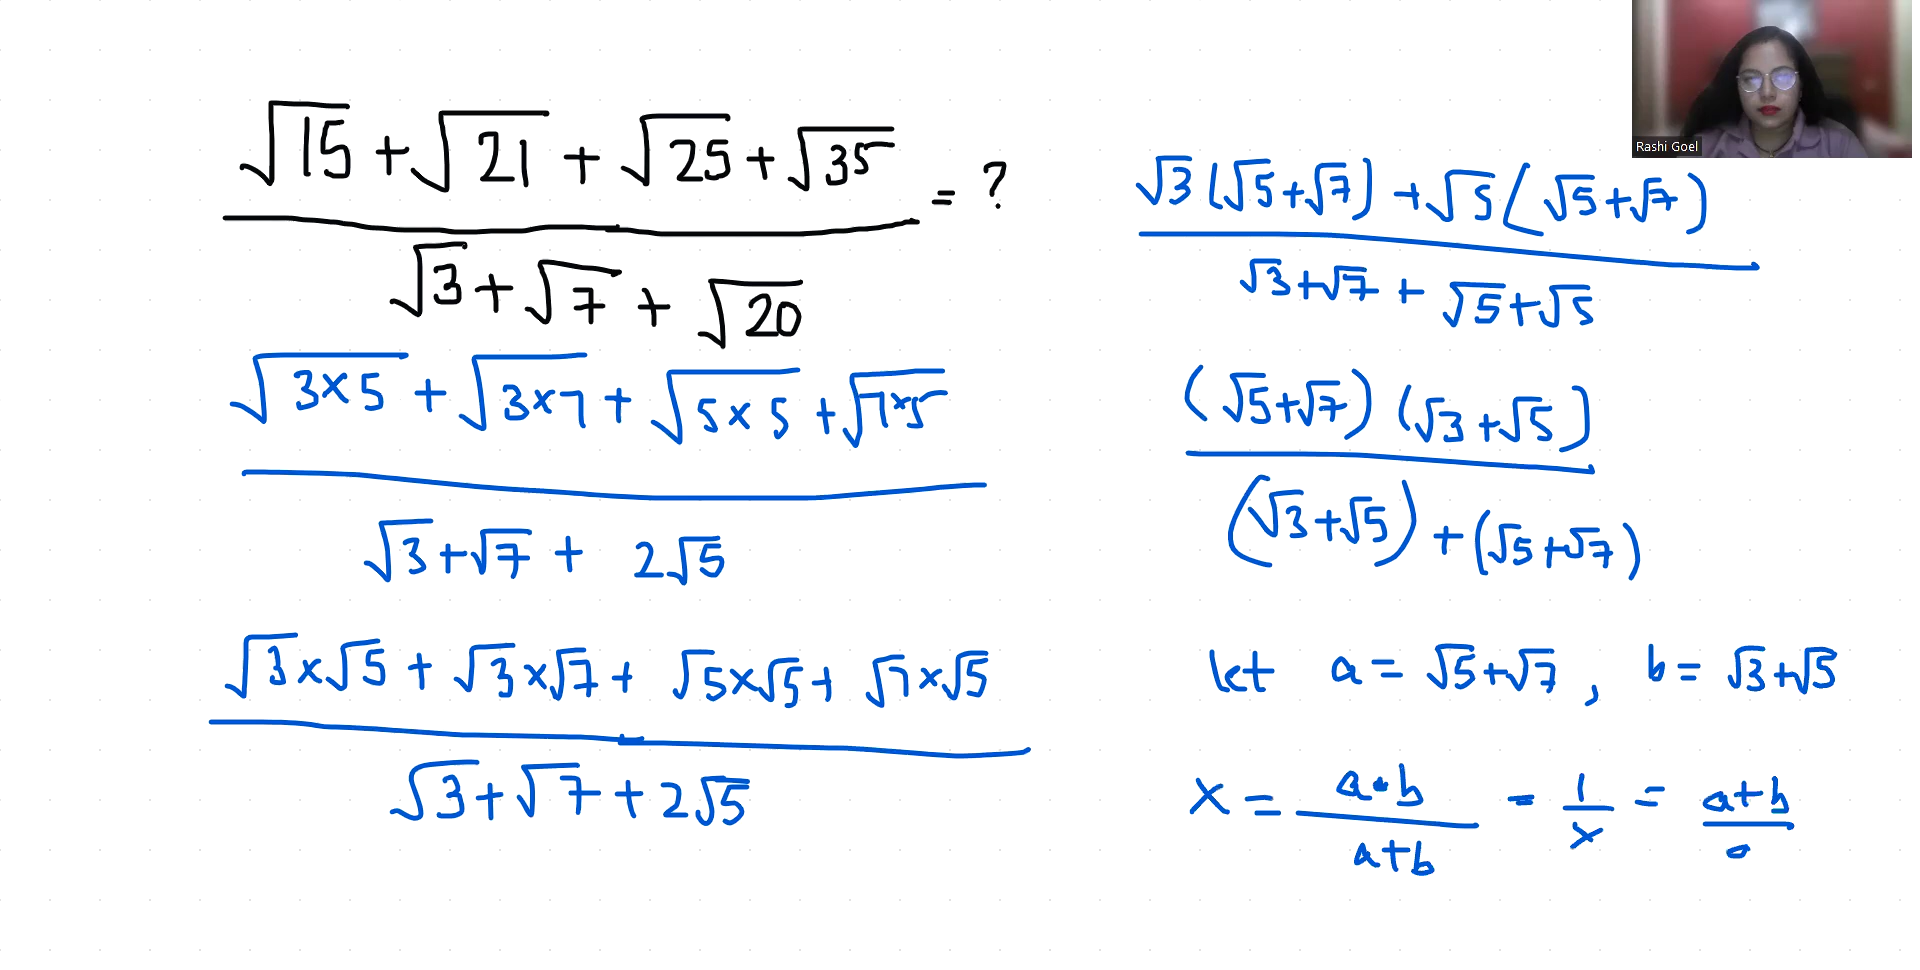 √15 + √21 + √25 + √35 = ?
√3 + √7 + √20
√3×5 + √3×7 + √5×5 + √7×5
√3 + √7 + 2√5
√3×√5 + √3×√7 + √5×√5 + √7×√5
√3 + √7 + 2√5
Rashi Goel
√3(√5+√7) + √5(√5+√7)
√3+√7 + √5+√5
(√5+√7) (√3+√5)
(√3+√5) + (√5+√7)
let a = √5+√7 , b = √3+√5
x = a·b / a+b = 1/x = a+b